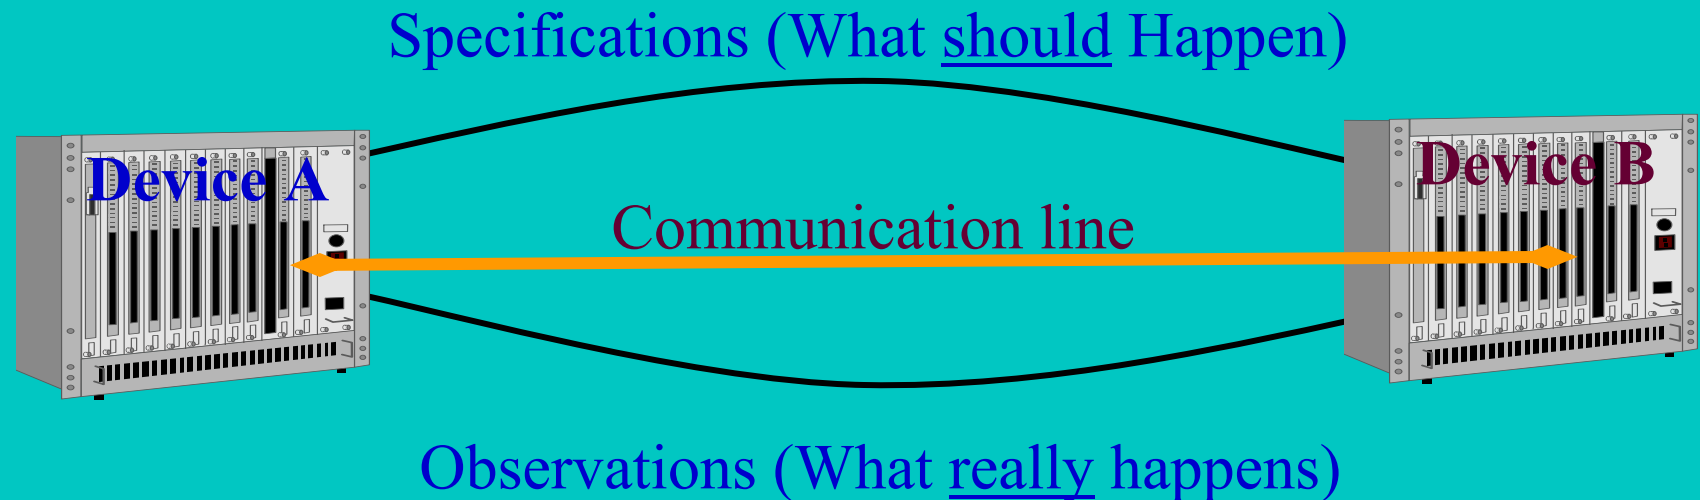 Specifications (What should Happen)
Device A
Device B
Communication line
Observations (What really happens)